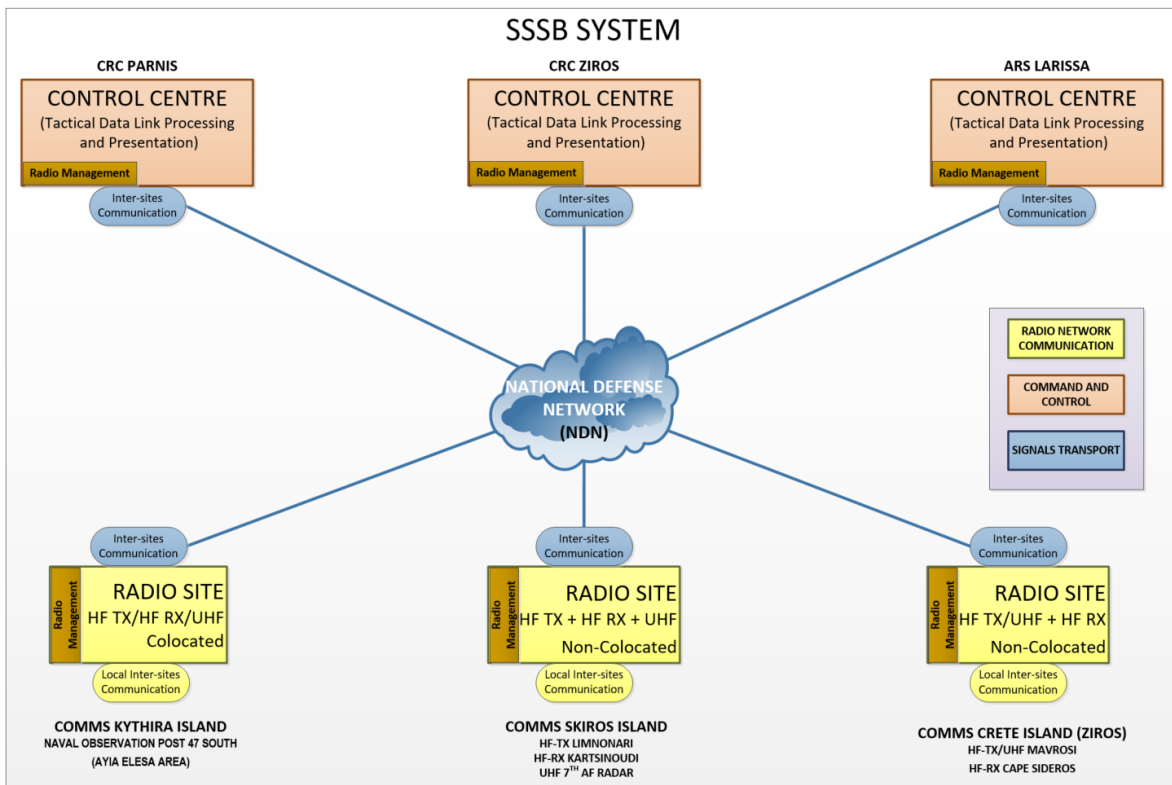 SSSB SYSTEM
CRC PARNIS
CONTROL CENTRE
(Tactical Data Link Processing
and Presentation)
Radio Management
Inter-sites
Communication
CRC ZIROS
CONTROL CENTRE
(Tactical Data Link Processing
and Presentation)
Radio Management
Inter-sites
Communication
ARS LARISSA
CONTROL CENTRE
(Tactical Data Link Processing
and Presentation)
Radio Management
Inter-sites
Communication
NATIONAL DEFENSE
NETWORK
(NDN)
RADIO NETWORK
COMMUNICATION
COMMAND AND
CONTROL
SIGNALS TRANSPORT
Inter-sites
Communication
Radio
Management
RADIO SITE
HF TX/HF RX/UHF
Colocated
Local Inter-sites
Communication
COMMS KYTHIRA ISLAND
NAVAL OBSERVATION POST 47 SOUTH
(AYIA ELESA AREA)
Inter-sites
Communication
Radio
Management
RADIO SITE
HF TX + HF RX + UHF
Non-Colocated
Local Inter-sites
Communication
COMMS SKIROS ISLAND
HF-TX LIMNONARI
HF-RX KARTSINOUDI
UHF 7TH AF RADAR
Inter-sites
Communication
Radio
Management
RADIO SITE
HF TX/UHF + HF RX
Non-Colocated
Local Inter-sites
Communication
COMMS CRETE ISLAND (ZIROS)
HF-TX/UHF MAVROSI
HF-RX CAPE SIDEROS